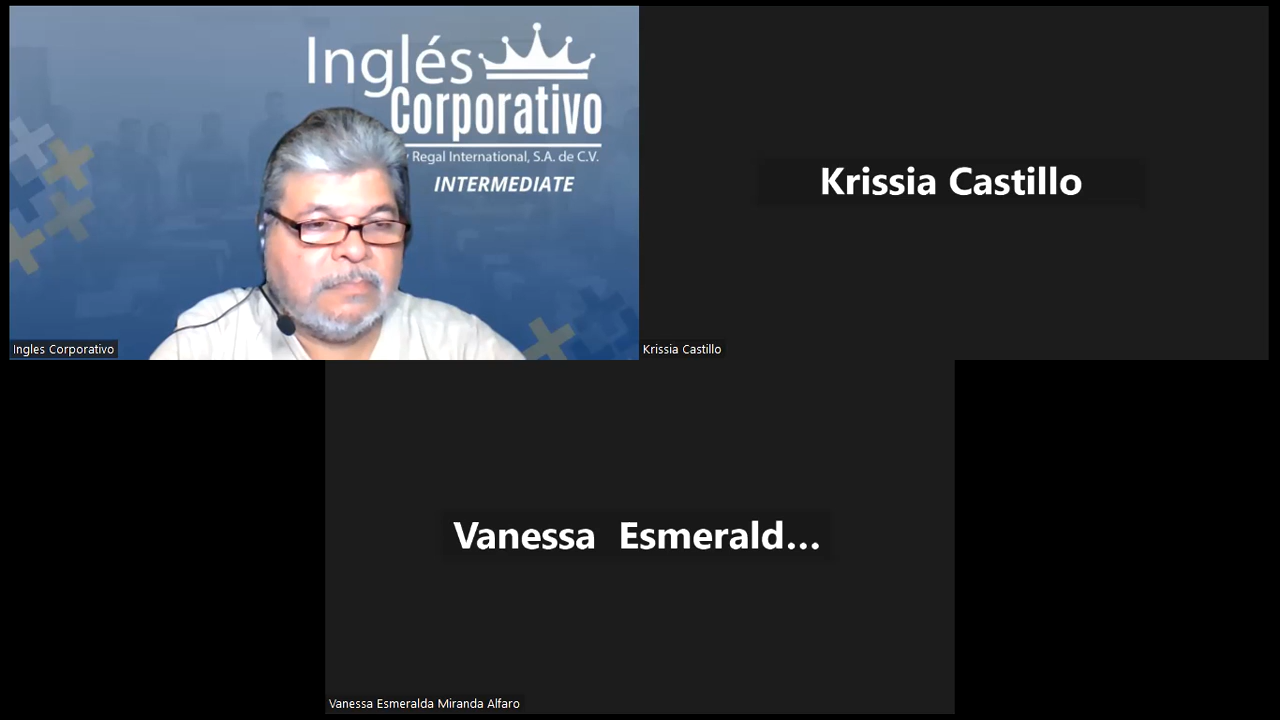 Inglés
Corporativo
y Regal International, S.A. de C.V.
INTERMEDIATE
Ingles Corporativo
Krissia Castillo
Krissia Castillo
Vanessa Esmerald...
Vanessa Esmeralda Miranda Alfaro